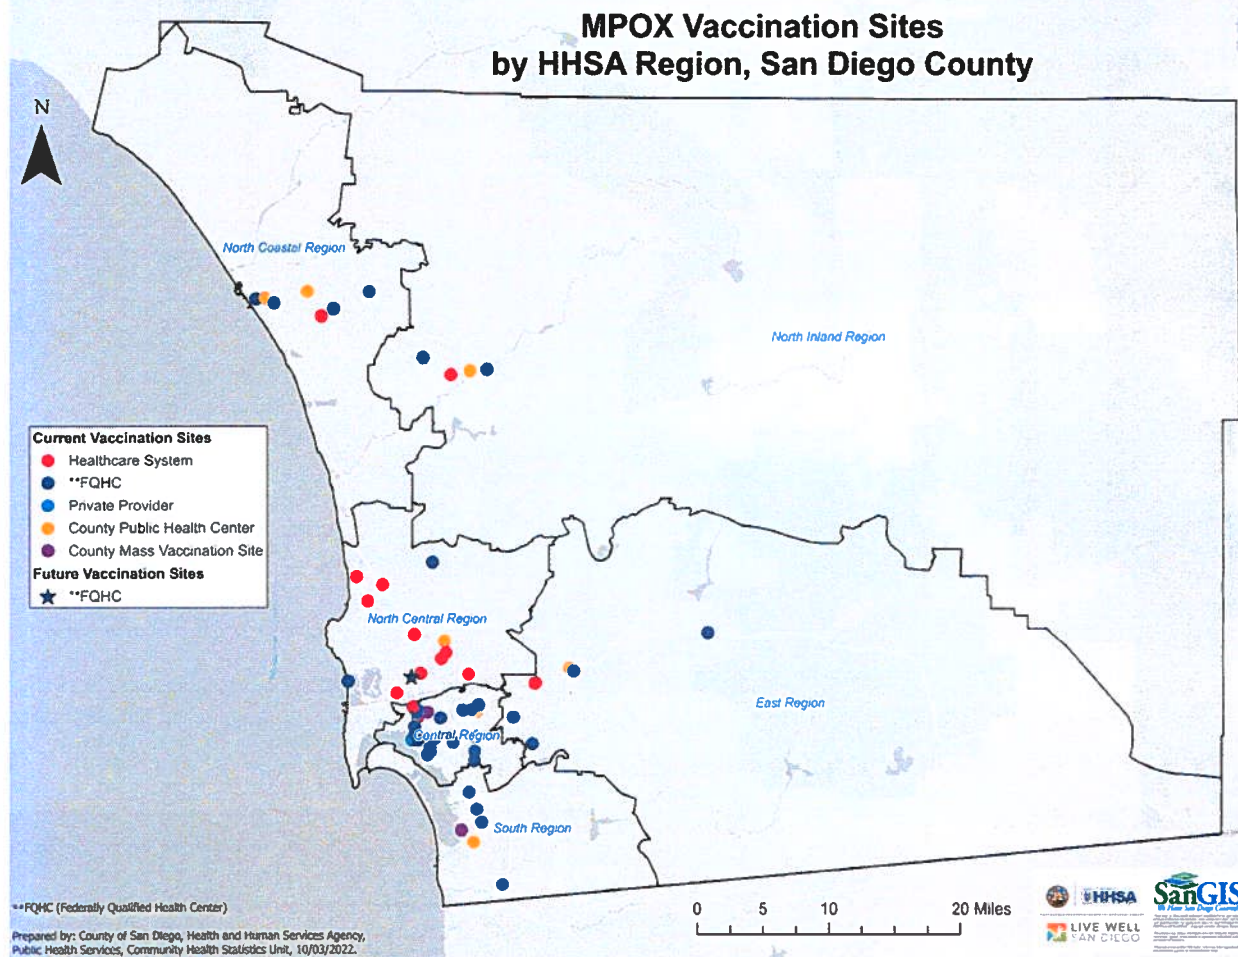 MPOX Vaccination Sites
by HHSA Region, San Diego County
N
North Coastal Region
North Inland Region
Current Vaccination Sites
Healthcare System
**FQHC
Private Provider
County Public Health Center
County Mass Vaccination Site
Future Vaccination Sites
**FQHC
North Central Region
East Region
Central Region
South Region
**FQHC (Federally Qualified Health Center)
Prepared by: County of San Diego, Health and Human Services Agency,
Public Health Services, Community Health Statistics Unit, 10/03/2022.
0 5 10 20 Miles
HHSA
SanGIS
LIVE WELL
SAN DIEGO